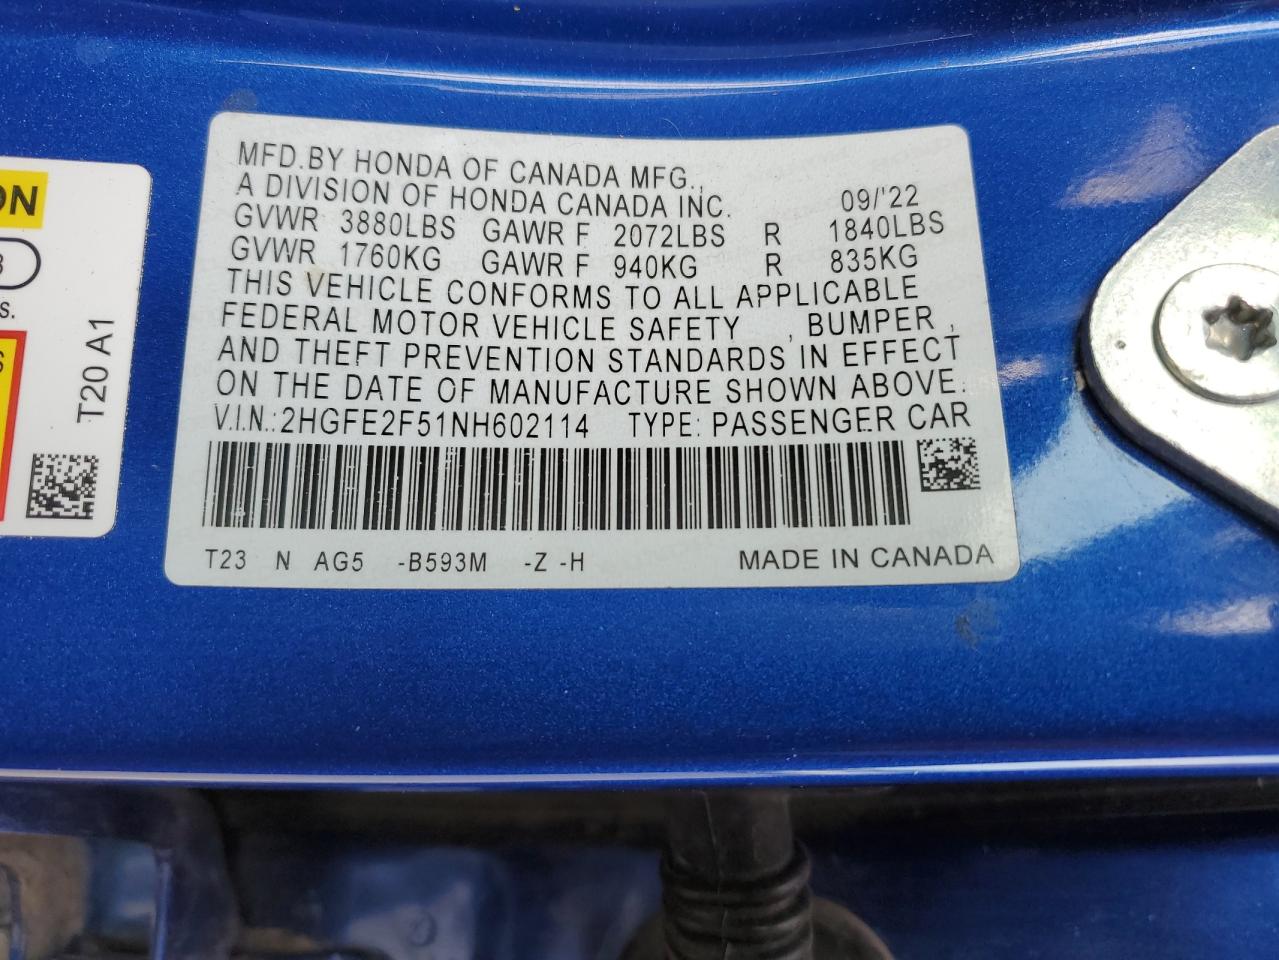 MFD.BY HONDA OF CANADA MFG.,
A DIVISION OF HONDA CANADA INC. 09/'22
GVWR 3880LBS GAWR F 2072LBS R 1840LBS
GVWR 1760KG GAWR F 940KG R 835KG
THIS VEHICLE CONFORMS TO ALL APPLICABLE
FEDERAL MOTOR VEHICLE SAFETY , BUMPER,
AND THEFT PREVENTION STANDARDS IN EFFECT
ON THE DATE OF MANUFACTURE SHOWN ABOVE.
V.I.N.: 2HGFE2F51NH602114 TYPE: PASSENGER CAR
T23 N AG5 -B593M -Z -H MADE IN CANADA
T20 A1